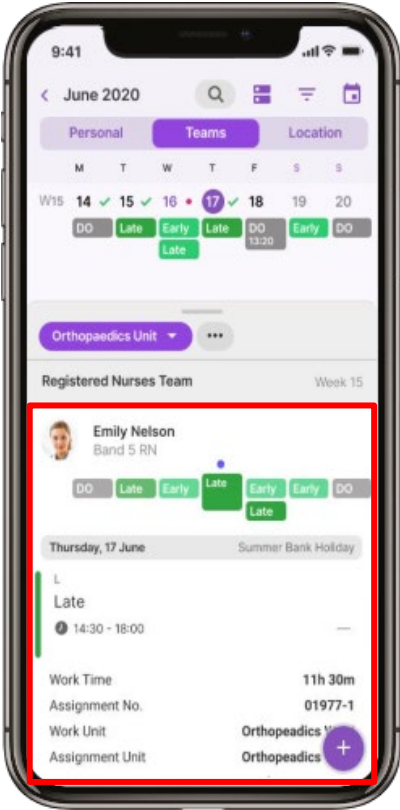 9:41
June 2020
Personal Teams Location
M T W T F S S
W15 14 15 16 17 18 19 20
DO Late Early Late DO Early DO
13:20
Late
Orthopaedics Unit
Registered Nurses Team Week 15
Emily Nelson
Band 5 RN
DO Late Early Late Early Early DO
Late
Thursday, 17 June Summer Bank Holiday
L
Late
14:30 - 18:00 —
Work Time 11h 30m
Assignment No. 01977-1
Work Unit Orthopeadics
Assignment Unit Orthopeadics